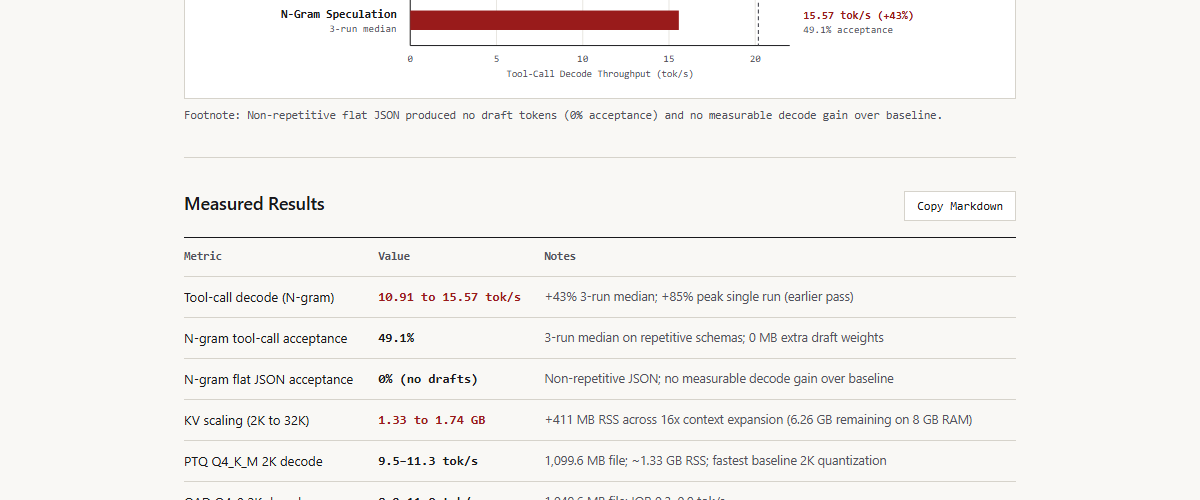 N-Gram Speculation
3-run median
15.57 tok/s (+43%)
49.1% acceptance
0 5 10 15 20
Tool-Call Decode Throughput (tok/s)
Footnote: Non-repetitive flat JSON produced no draft tokens (0% acceptance) and no measurable decode gain over baseline.
Measured Results
Copy Markdown
Metric Value Notes
Tool-call decode (N-gram) 10.91 to 15.57 tok/s +43% 3-run median; +85% peak single run (earlier pass)
N-gram tool-call acceptance 49.1% 3-run median on repetitive schemas; 0 MB extra draft weights
N-gram flat JSON acceptance 0% (no drafts) Non-repetitive JSON; no measurable decode gain over baseline
KV scaling (2K to 32K) 1.33 to 1.74 GB +411 MB RSS across 16x context expansion (6.26 GB remaining on 8 GB RAM)
PTQ Q4_K_M 2K decode 9.5–11.3 tok/s 1,099.6 MB file; ~1.33 GB RSS; fastest baseline 2K quantization